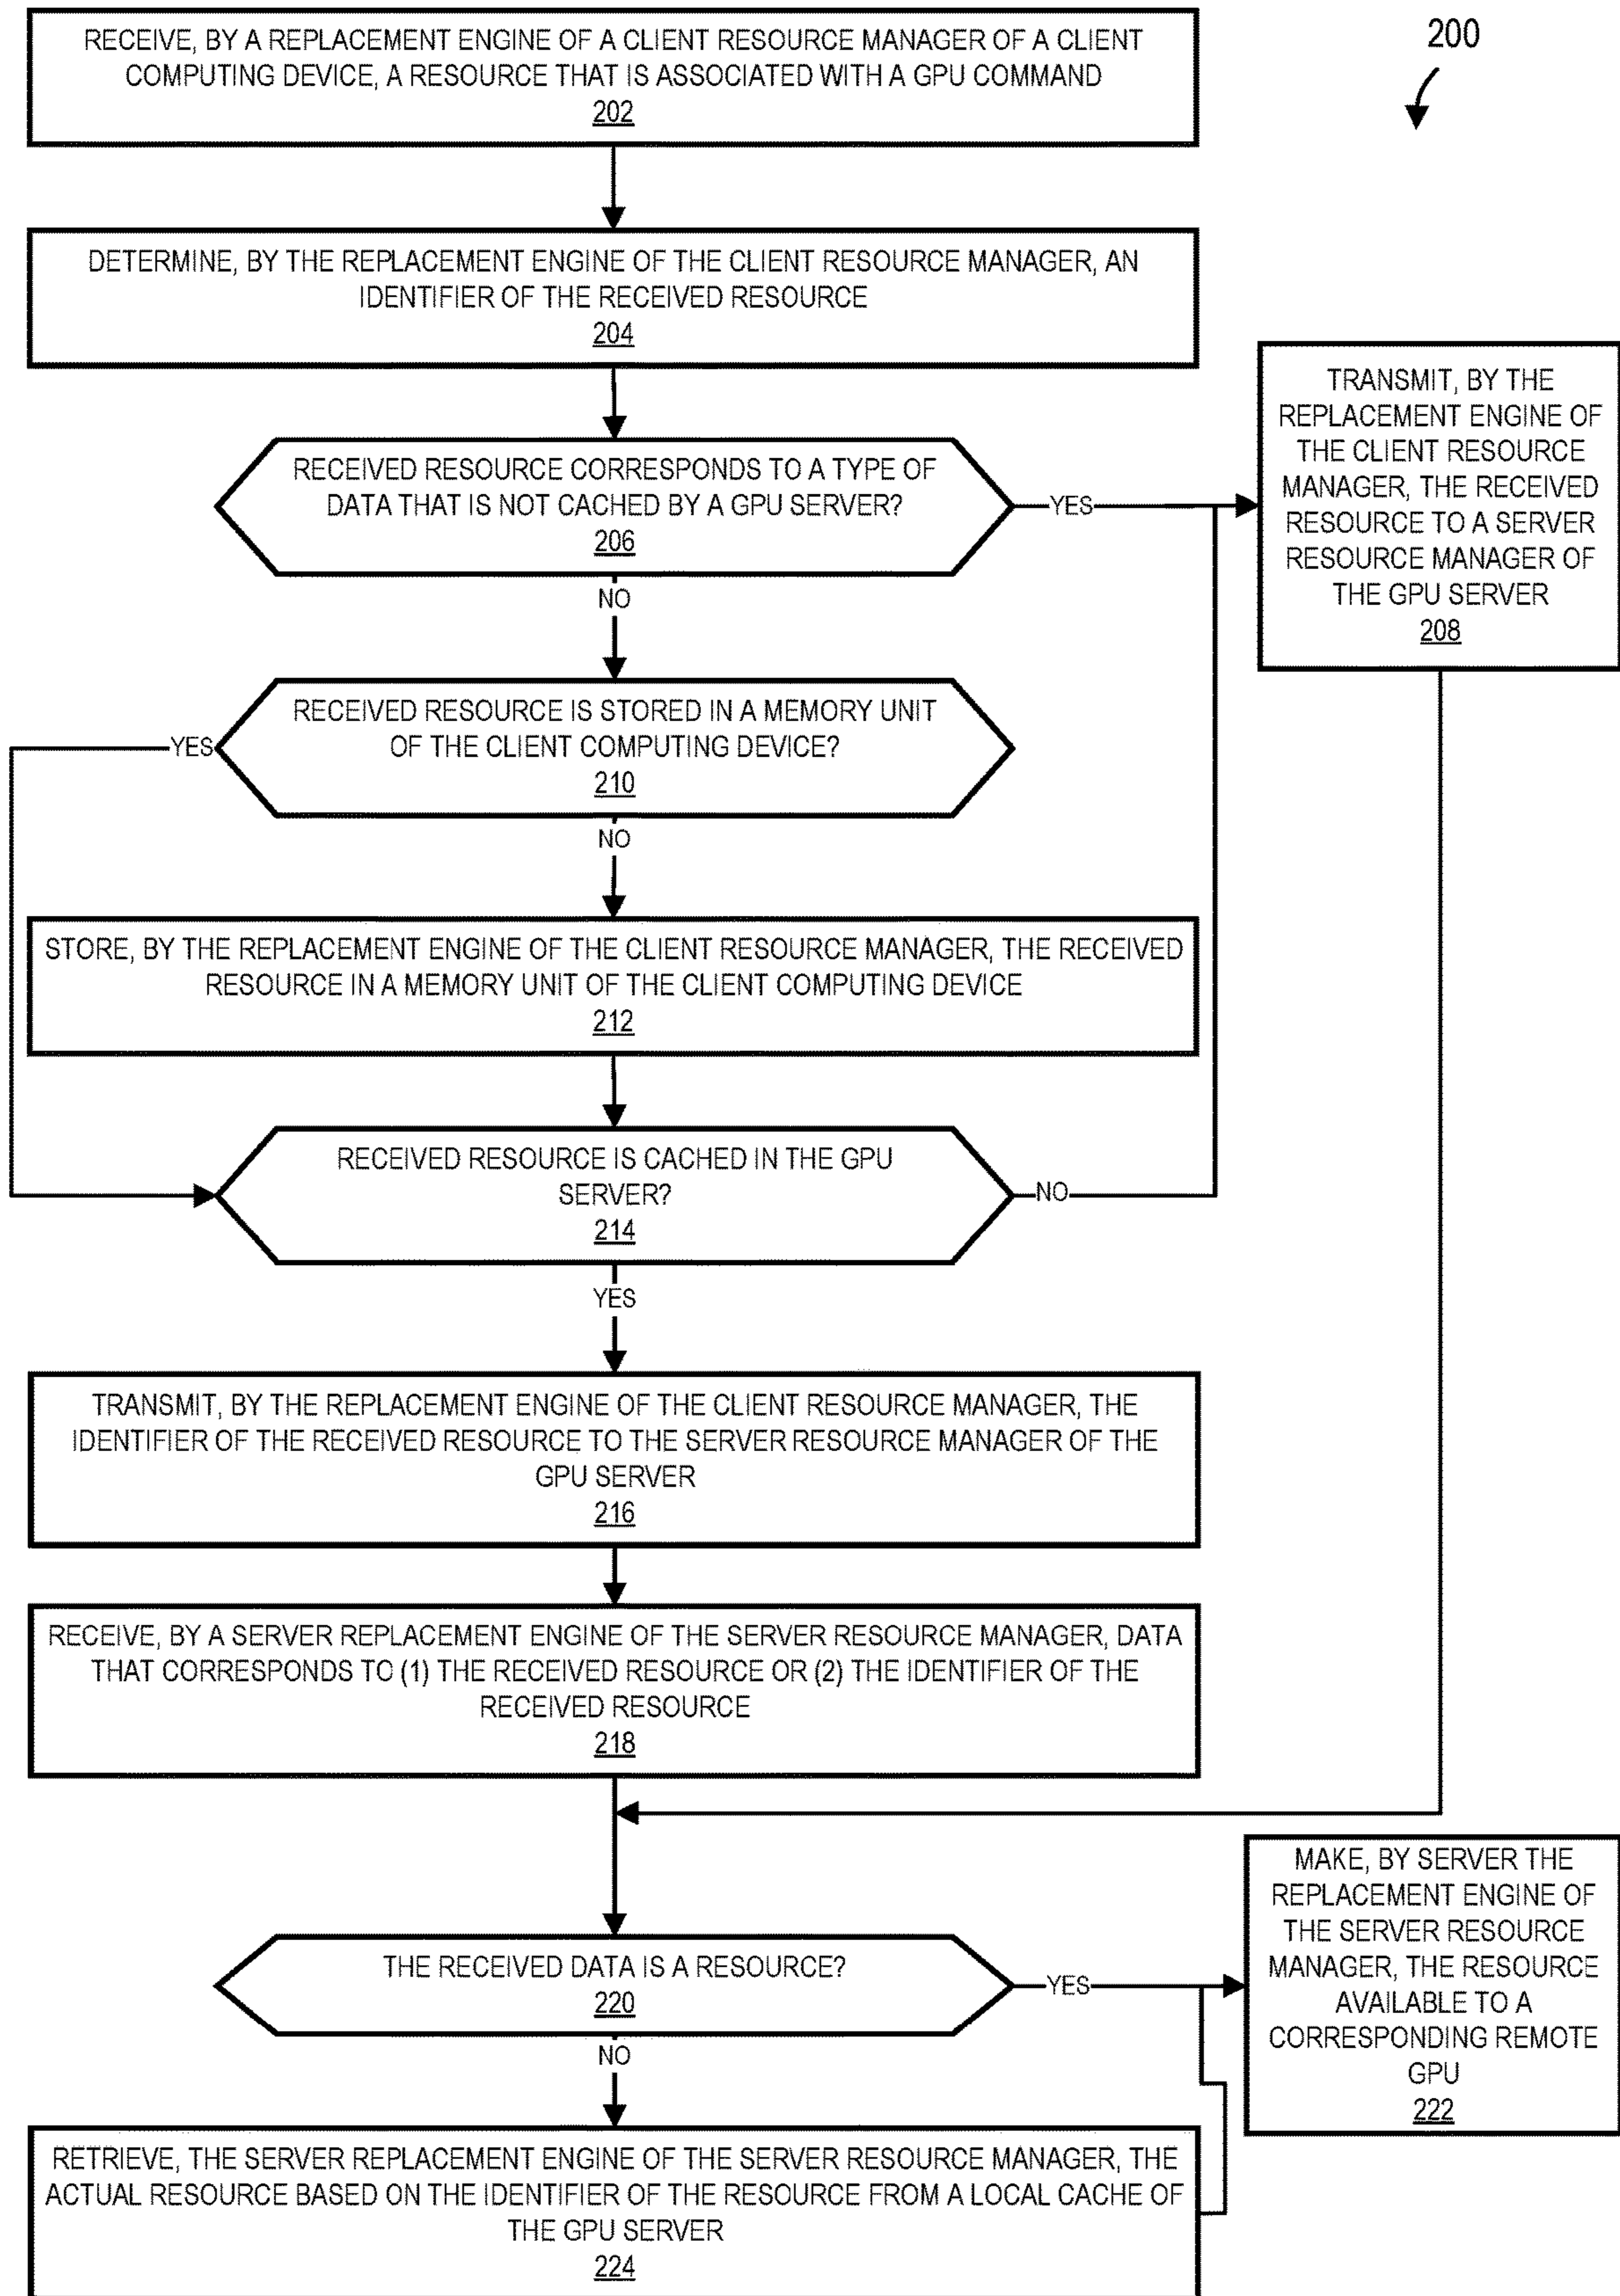 200
RECEIVE, BY A REPLACEMENT ENGINE OF A CLIENT RESOURCE MANAGER OF A CLIENT
COMPUTING DEVICE, A RESOURCE THAT IS ASSOCIATED WITH A GPU COMMAND
202
DETERMINE, BY THE REPLACEMENT ENGINE OF THE CLIENT RESOURCE MANAGER, AN
IDENTIFIER OF THE RECEIVED RESOURCE
204
RECEIVED RESOURCE CORRESPONDS TO A TYPE OF
DATA THAT IS NOT CACHED BY A GPU SERVER?
206
YES
NO
TRANSMIT, BY THE
REPLACEMENT ENGINE OF
THE CLIENT RESOURCE
MANAGER, THE RECEIVED
RESOURCE TO A SERVER
RESOURCE MANAGER OF
THE GPU SERVER
208
RECEIVED RESOURCE IS STORED IN A MEMORY UNIT
OF THE CLIENT COMPUTING DEVICE?
210
YES
NO
STORE, BY THE REPLACEMENT ENGINE OF THE CLIENT RESOURCE MANAGER, THE RECEIVED
RESOURCE IN A MEMORY UNIT OF THE CLIENT COMPUTING DEVICE
212
RECEIVED RESOURCE IS CACHED IN THE GPU
SERVER?
214
NO
YES
TRANSMIT, BY THE REPLACEMENT ENGINE OF THE CLIENT RESOURCE MANAGER, THE
IDENTIFIER OF THE RECEIVED RESOURCE TO THE SERVER RESOURCE MANAGER OF THE
GPU SERVER
216
RECEIVE, BY A SERVER REPLACEMENT ENGINE OF THE SERVER RESOURCE MANAGER, DATA
THAT CORRESPONDS TO (1) THE RECEIVED RESOURCE OR (2) THE IDENTIFIER OF THE
RECEIVED RESOURCE
218
THE RECEIVED DATA IS A RESOURCE?
220
YES
NO
MAKE, BY SERVER THE
REPLACEMENT ENGINE OF
THE SERVER RESOURCE
MANAGER, THE RESOURCE
AVAILABLE TO A
CORRESPONDING REMOTE
GPU
222
RETRIEVE, THE SERVER REPLACEMENT ENGINE OF THE SERVER RESOURCE MANAGER, THE
ACTUAL RESOURCE BASED ON THE IDENTIFIER OF THE RESOURCE FROM A LOCAL CACHE OF
THE GPU SERVER
224